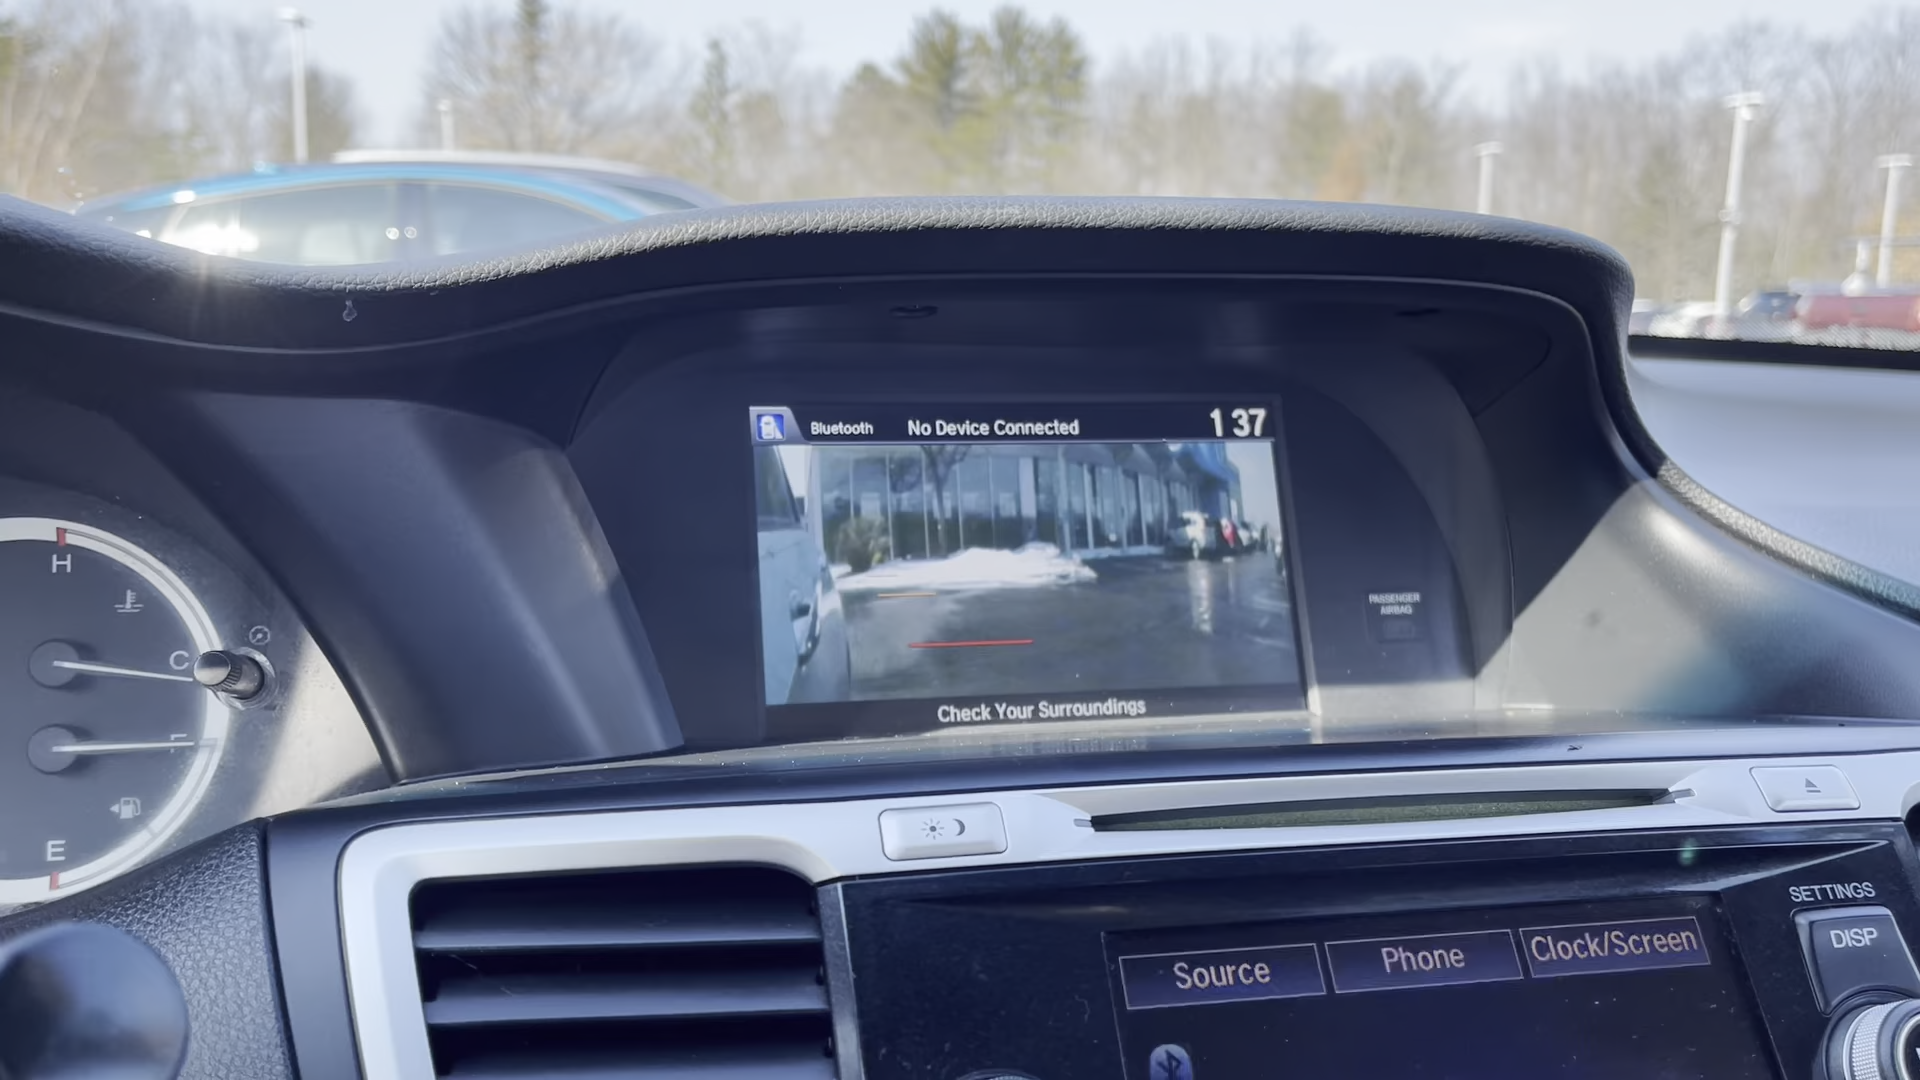 Bluetooth No Device Connected 1 37
H
C
PASSENGER
AIRBAG
Check Your Surroundings
E
SETTINGS
DISP
Source Phone Clock/Screen